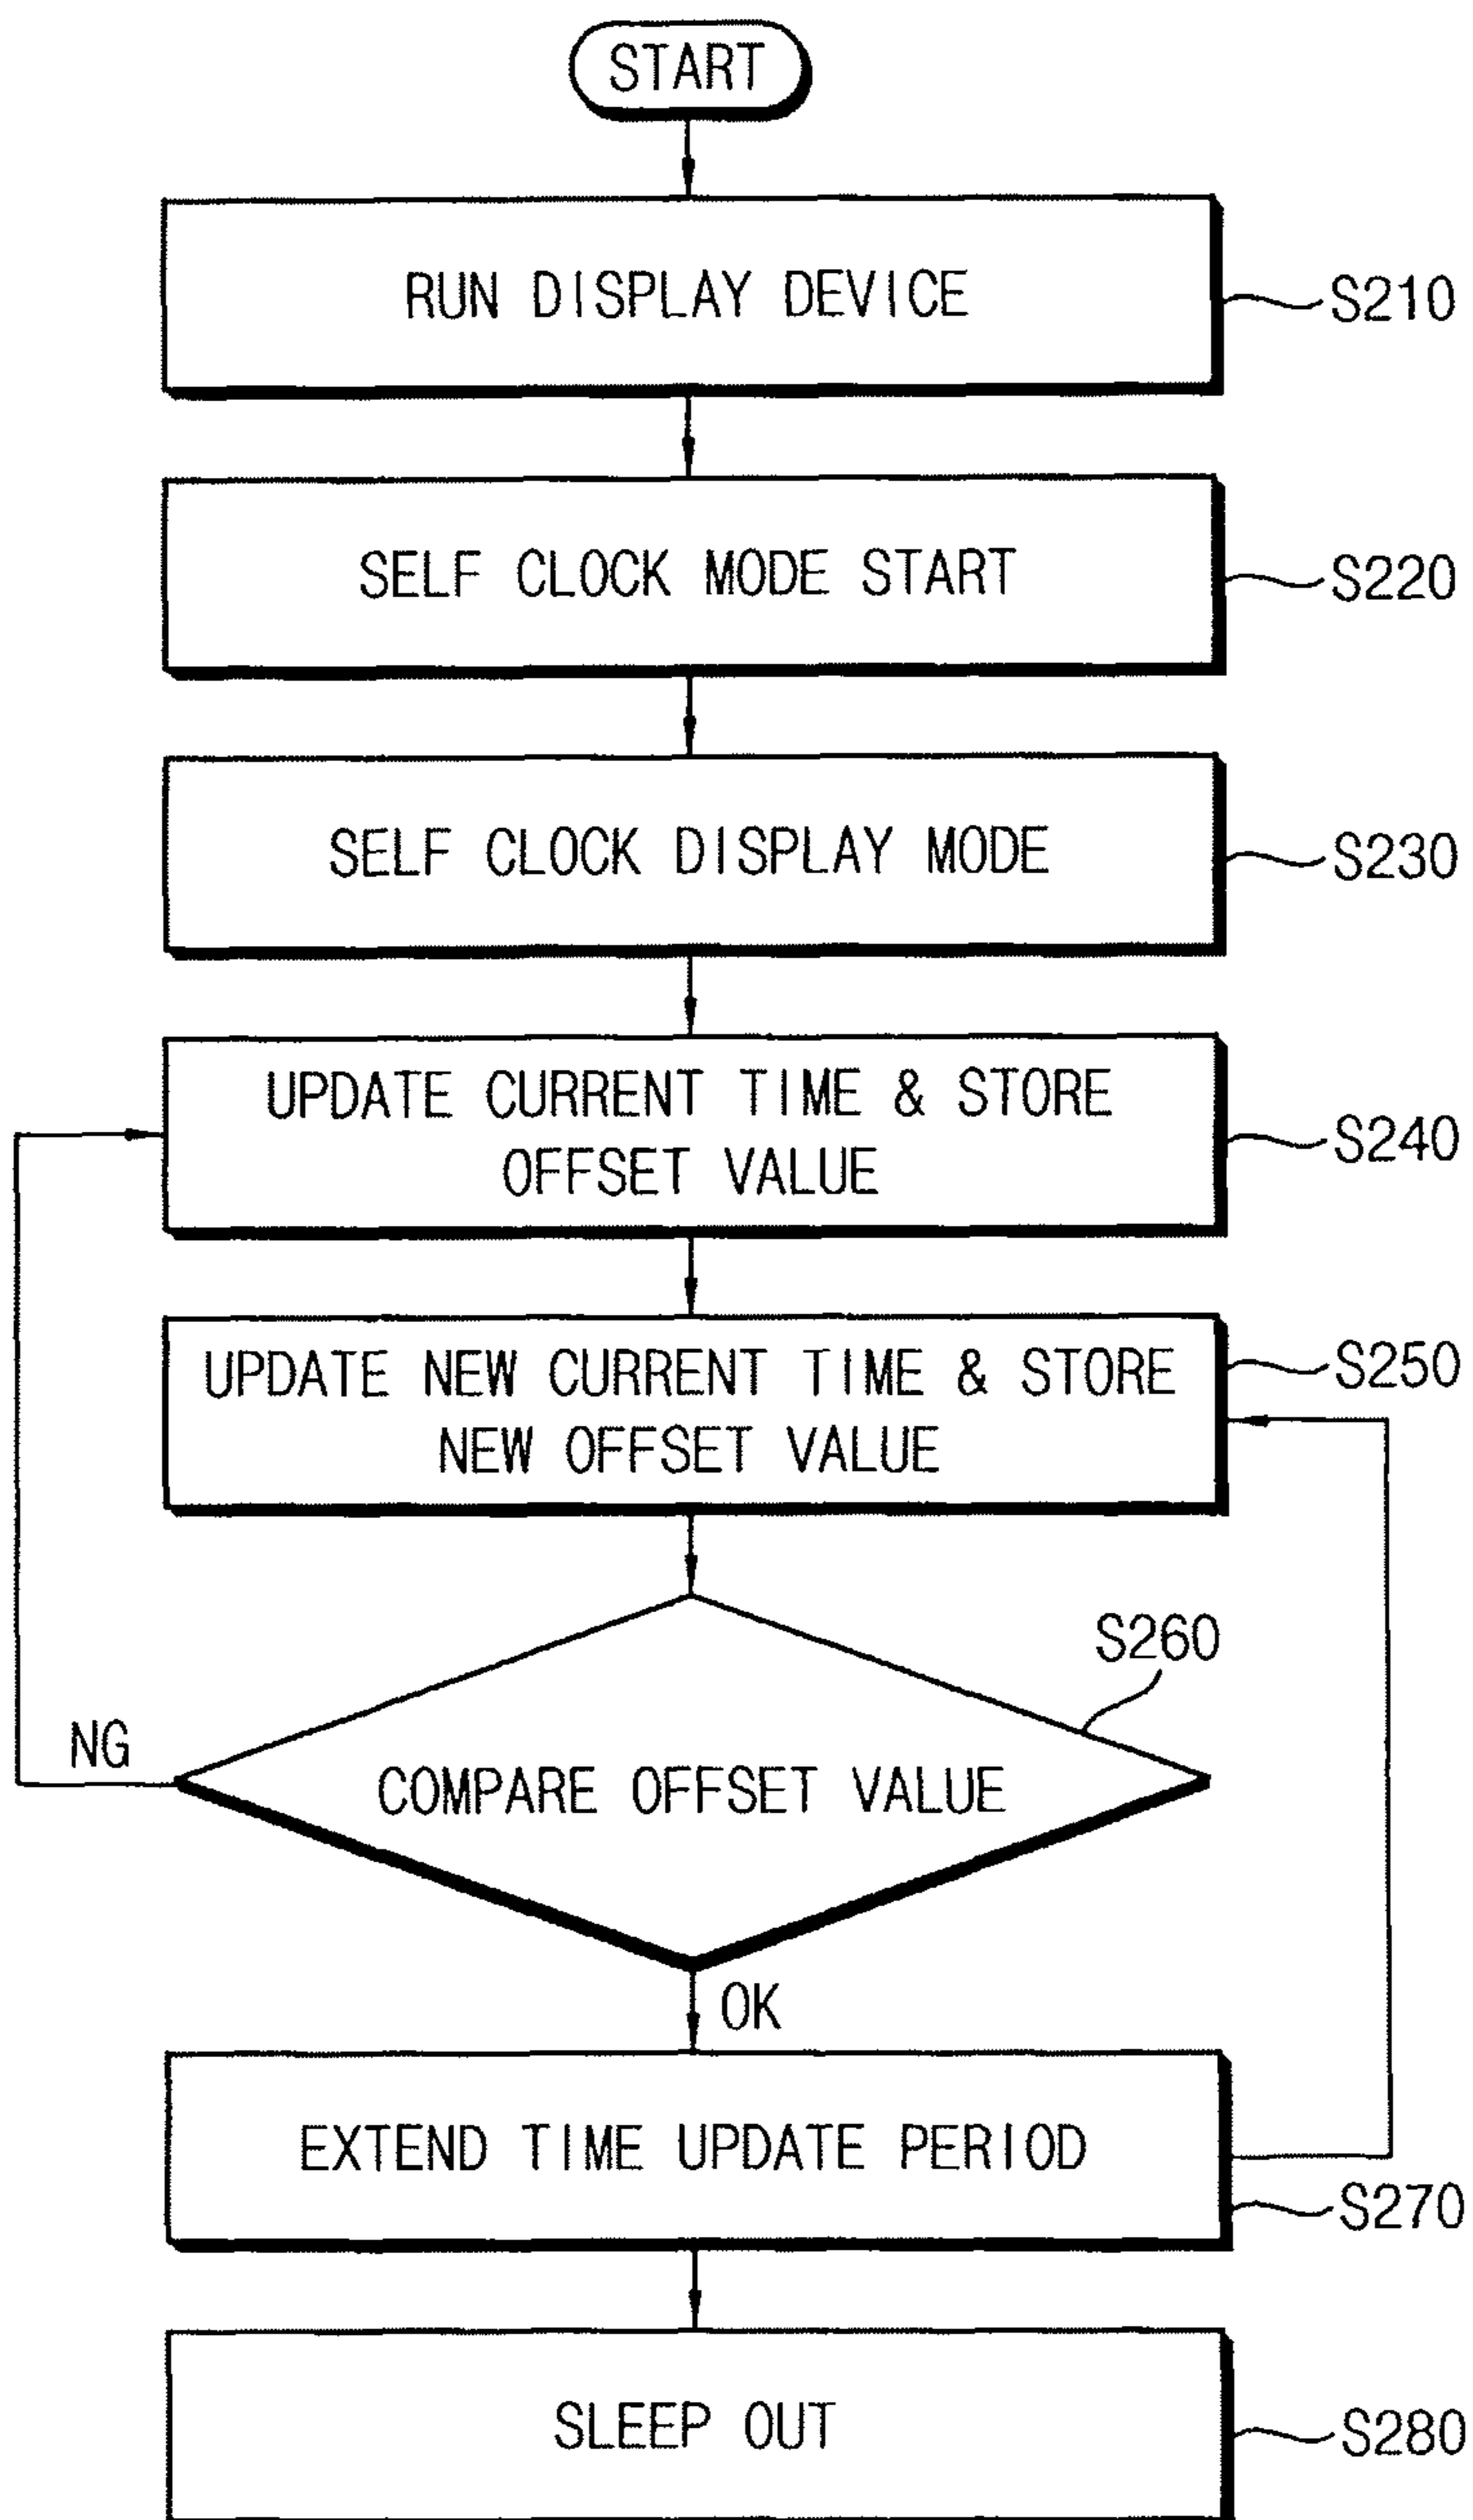 START
RUN DISPLAY DEVICE
S210
SELF CLOCK MODE START
S220
SELF CLOCK DISPLAY MODE
S230
UPDATE CURRENT TIME & STORE
OFFSET VALUE
S240
UPDATE NEW CURRENT TIME & STORE
NEW OFFSET VALUE
S250
S260
NG
COMPARE OFFSET VALUE
OK
EXTEND TIME UPDATE PERIOD
S270
SLEEP OUT
S280